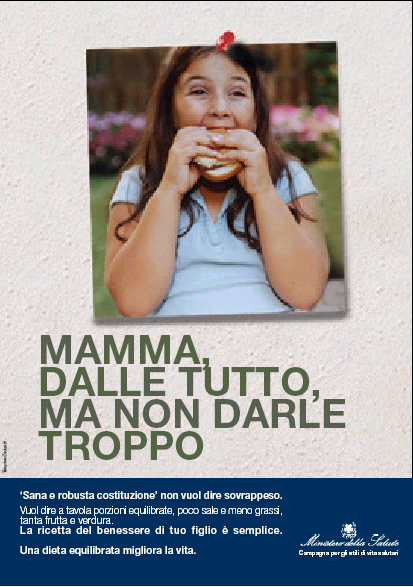 MAMMA,
DALLE TUTTO,
MA NON DARLE
TROPPO
'Sana e robusta costituzione' non vuol dire sovrappeso.
Vuol dire a tavola porzioni equilibrate, poco sale e meno grassi,
tanta frutta e verdura.
La ricetta del benessere di tuo figlio è semplice.
Una dieta equilibrata migliora la vita.
Ministero della Salute
Campagna per gli stili di vita salutari